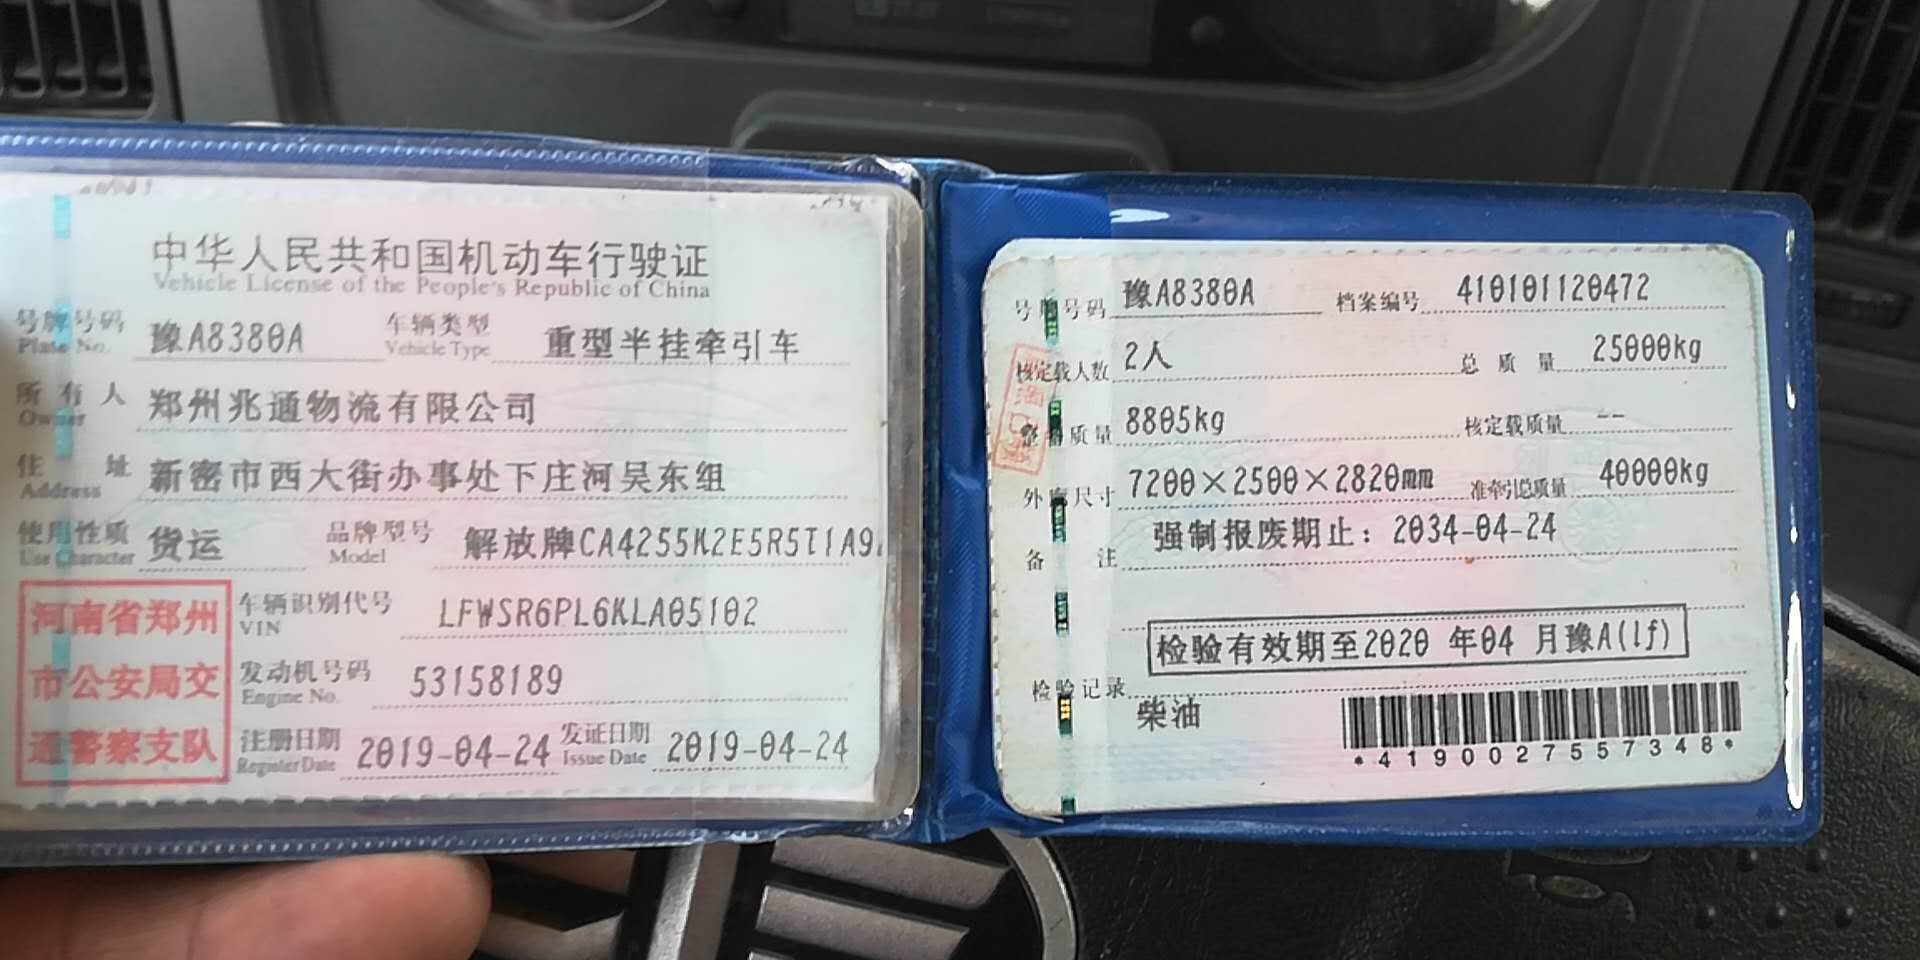 中华人民共和国机动车行驶证
Vehicle License of the People's Republic of China
号牌号码 豫A8380A 车辆类型 重型半挂牵引车
Plate No. Vehicle Type
所有人 郑州兆通物流有限公司
Owner
住址 新密市西大街办事处下庄河吴东组
Address
使用性质 货运 品牌型号 解放牌CA4255K2E5R5T1A9
Use Character Model
河南省郑州
市公安局交
通警察支队
车辆识别代号 LFWSR6PL6KLA05102
VIN
发动机号码 53158189
Engine No.
注册日期 2019-04-24 发证日期 2019-04-24
Register Date Issue Date
号牌号码 豫A8380A 档案编号 410101120472
核定载人数 2人 总质量 25000kg
整备质量 8805kg 核定载质量 --
外廓尺寸 7200×2500×2820mm 准牵引总质量 40000kg
备注 强制报废期止：2034-04-24
检验有效期至2020 年04 月豫A(lf)
检验记录
柴油
*4190027557348*